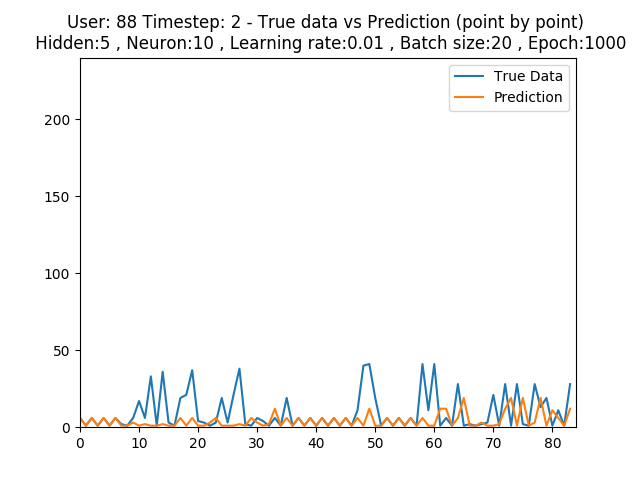 User: 88 Timestep: 2 - True data vs Prediction (point by point)
Hidden:5 , Neuron:10 , Learning rate:0.01 , Batch size:20 , Epoch:1000
True Data
Prediction
200
150
100
50
0
0 10 20 30 40 50 60 70 80